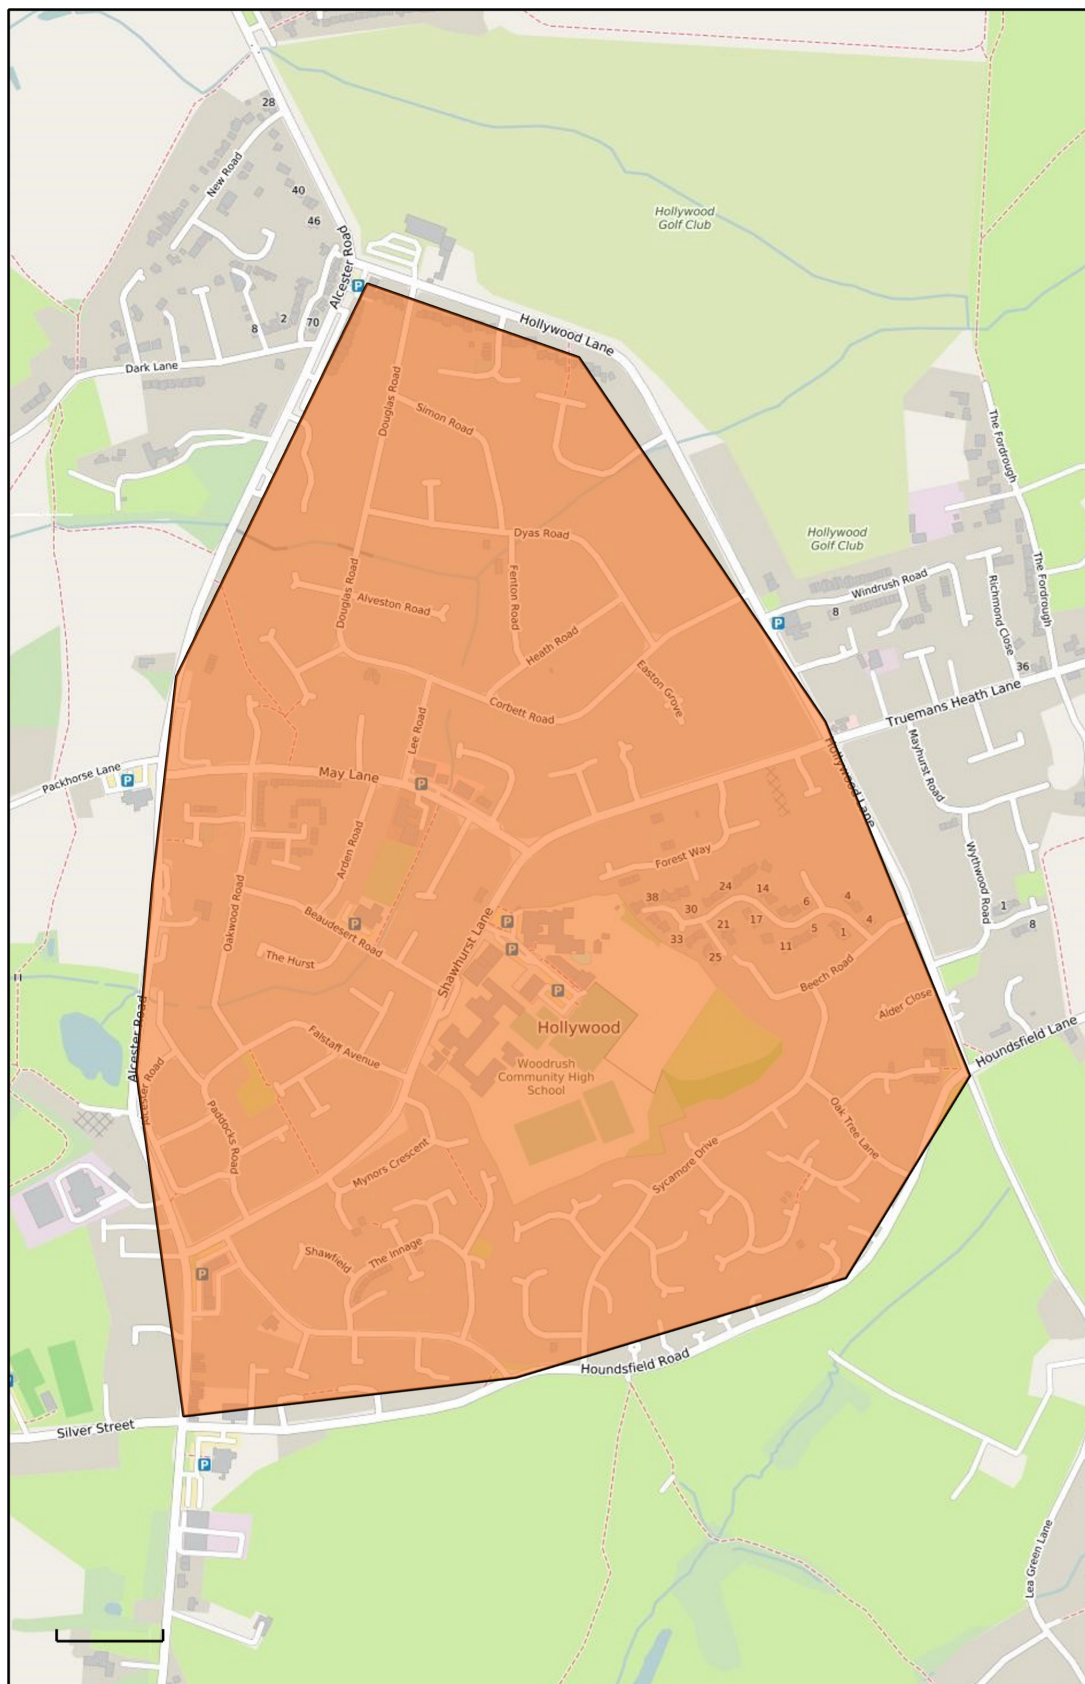 28
New Road
40
46
Hollywood
Golf Club
Alcester Road
P
Hollywood Lane
70
2
8
Dark Lane
Douglas Road
Simon Road
The Fordrough
Hollywood
Golf Club
Dyas Road
The Fordrough
Windrush Road
Fenton Road
Richmond Close
Douglas Road
Alveston Road
8
P
Heath Road
36
Easton Grove
Truemans Heath Lane
Corbett Road
Lee Road
Mayhurst Road
Hollywood Lane
Packhorse Lane
P
May Lane
P
Arden Road
Forest Way
Wythwood Road
38
24
14
6
4
30
Oakwood Road
1
P
Beaudesert Road
P
21
17
5
4
8
33
11
1
The Hurst
Shawhurst Lane
P
25
Beech Road
P
Alder Close
Alcester Road
Falstaff Avenue
Hollywood
Houndsfield Lane
Woodrush
Community High
School
Alcester Road
Paddocks Road
Oak Tree Lane
Mynors Crescent
Sycamore Drive
Shawfield
The Innage
P
Houndsfield Road
Silver Street
P
Lea Green Lane